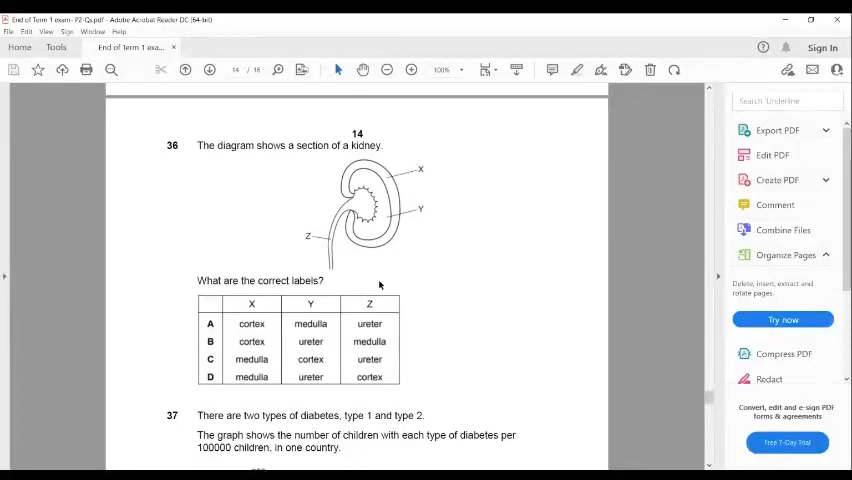 End of Term 1 exam- P2-Qs.pdf - Adobe Acrobat Reader DC (64-bit)
File Edit View Sign Window Help
Home Tools End of Term 1 exa... × Sign In
14 / 16 100%
14
36 The diagram shows a section of a kidney.
X
Y
Z
What are the correct labels?
X Y Z
A cortex medulla ureter
B cortex ureter medulla
C medulla cortex ureter
D medulla ureter cortex
37 There are two types of diabetes, type 1 and type 2.
The graph shows the number of children with each type of diabetes per
100000 children, in one country.
Search 'Underline
Export PDF
Edit PDF
Create PDF
Comment
Combine Files
Organize Pages
Delete, insert, extract and
rotate pages.
Try now
Compress PDF
Redact
Convert, edit and e-sign PDF
forms & agreements
Free 7-Day Trial